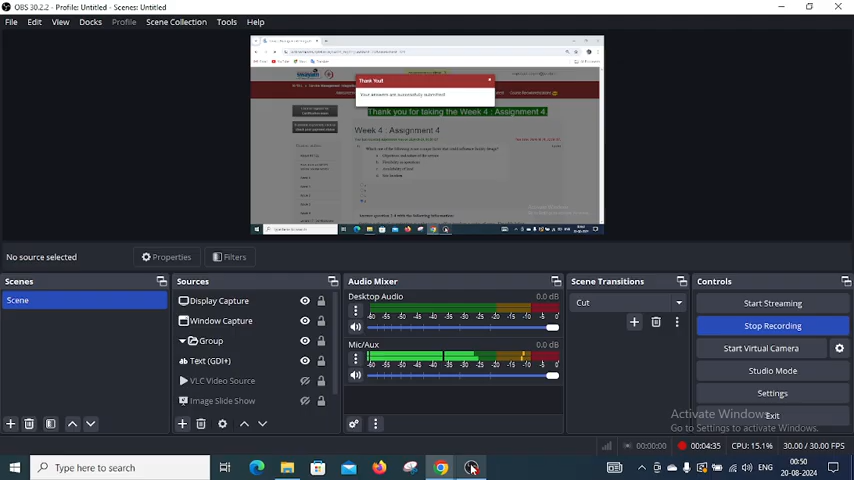 OBS 30.2.2 - Profile: Untitled - Scenes: Untitled
File Edit View Docks Profile Scene Collection Tools Help
swayam
Thank You!
Your answers are successfully submitted
Thank you for taking the Week 4 : Assignment 4
Week 4 : Assignment 4
Activate Windows
No source selected
Properties
Filters
Scenes
Scene
Sources
Display Capture
Window Capture
Group
Text (GDI+)
VLC Video Source
Image Slide Show
Audio Mixer
Desktop Audio 0.0 dB
-60 -55 -50 -45 -40 -35 -30 -25 -20 -15 -10 -5 0
Mic/Aux 0.0 dB
-60 -55 -50 -45 -40 -35 -30 -25 -20 -15 -10 -5 0
Scene Transitions
Cut
Controls
Start Streaming
Stop Recording
Start Virtual Camera
Studio Mode
Settings
Exit
Activate Windows
Go to Settings to activate Windows.
00:00:00
00:04:35
CPU: 15.1%
30.00 / 30.00 FPS
Type here to search
ENG
00:50
20-08-2024